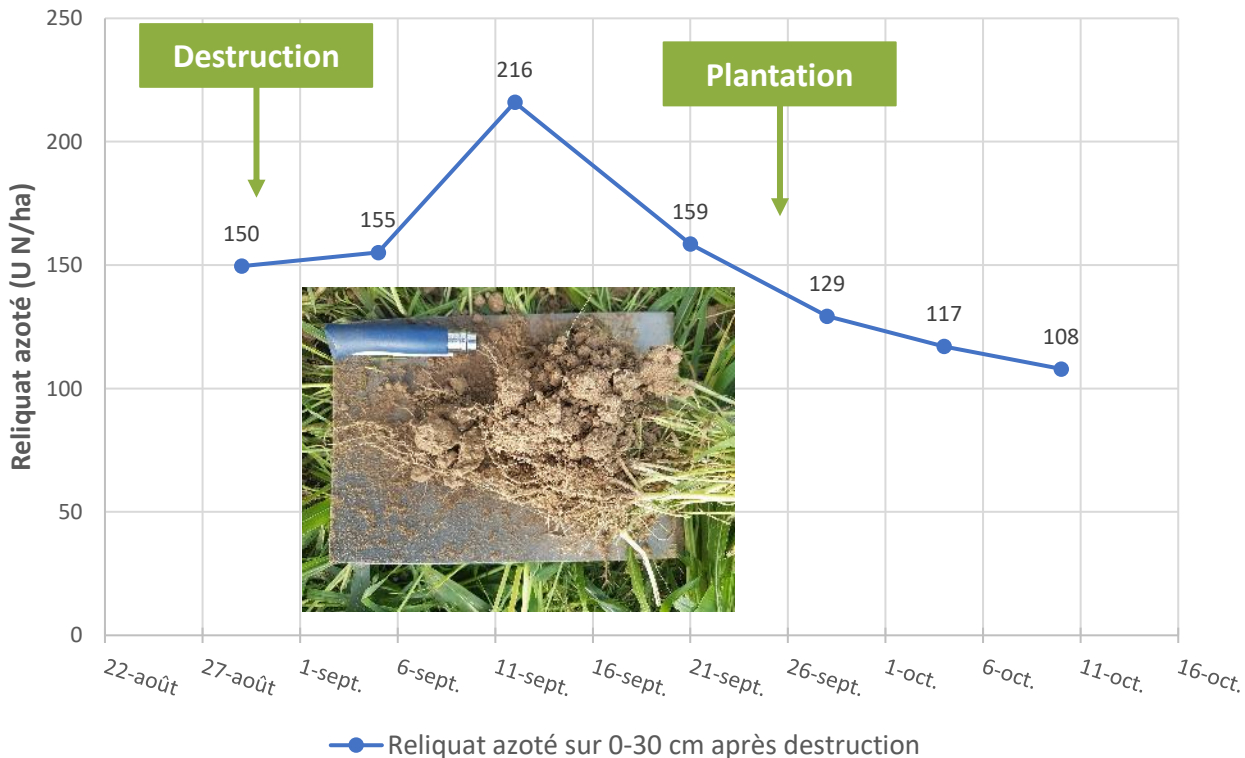 Reliquat azoté (U N/ha)
250
200
150
100
50
0
Destruction
Plantation
150
155
216
159
129
117
108
22-août
27-août
1-sept.
6-sept.
11-sept.
16-sept.
21-sept.
26-sept.
1-oct.
6-oct.
11-oct.
16-oct.
Reliquat azoté sur 0-30 cm après destruction